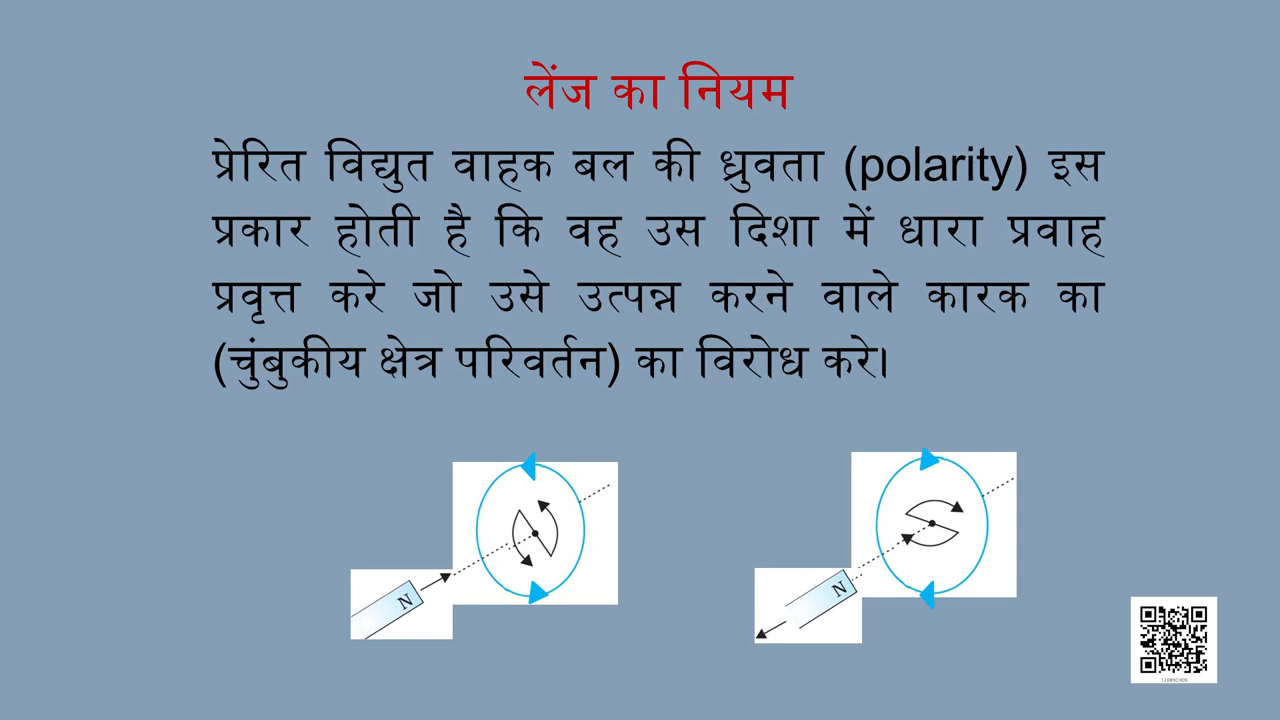 लेंज का नियम
प्रेरित विद्युत वाहक बल की ध्रुवता (polarity) इस
प्रकार होती है कि वह उस दिशा में धारा प्रवाह
प्रवृत्त करे जो उसे उत्पन्न करने वाले कारक का
(चुंबुकीय क्षेत्र परिवर्तन) का विरोध करे।
N
N